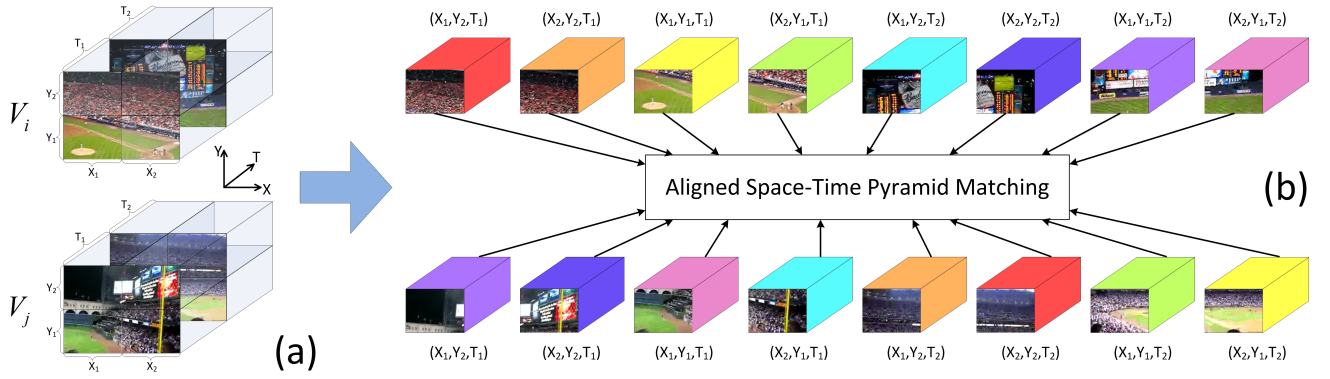 T₂
T₁
Vᵢ
Y₂
Y₁
X₁
X₂
Y
T
X
T₂
T₁
Vⱼ
Y₂
Y₁
X₁
X₂
(a)
(X₁,Y₂,T₁)
(X₂,Y₂,T₁)
(X₁,Y₁,T₁)
(X₂,Y₁,T₁)
(X₁,Y₂,T₂)
(X₂,Y₂,T₂)
(X₁,Y₁,T₂)
(X₂,Y₁,T₂)
Aligned Space-Time Pyramid Matching
(b)
(X₁,Y₂,T₁)
(X₂,Y₂,T₁)
(X₁,Y₁,T₁)
(X₂,Y₁,T₁)
(X₁,Y₂,T₂)
(X₂,Y₂,T₂)
(X₁,Y₁,T₂)
(X₂,Y₁,T₂)